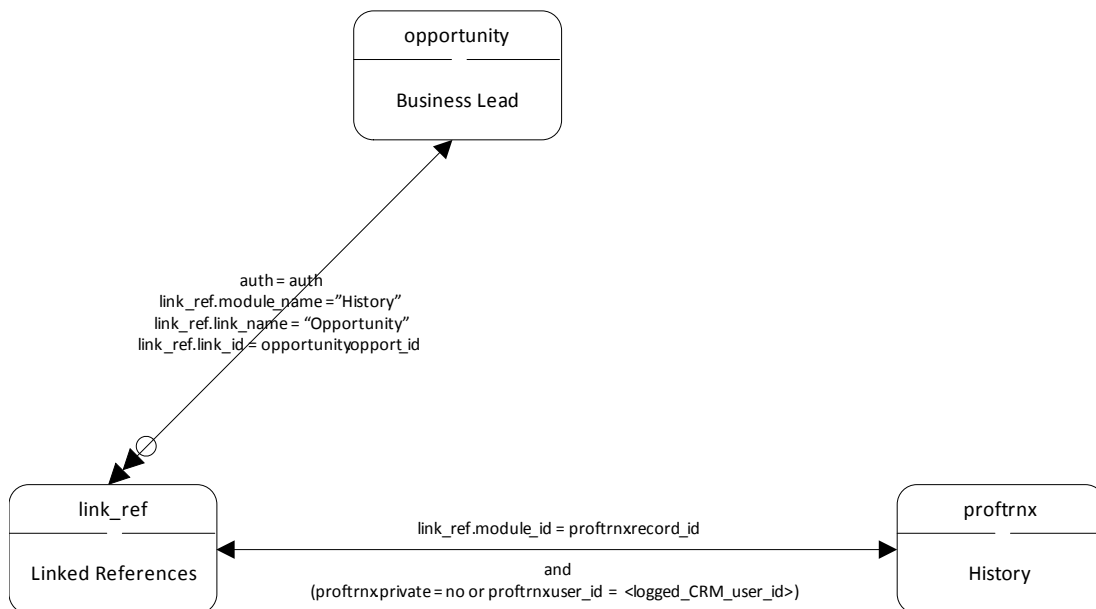 opportunity
Business Lead
auth = auth
link_ref.module_name =”History”
link_ref.link_name = “Opportunity”
link_ref.link_id = opportunityopport_id
link_ref
Linked References
link_ref.module_id = proftrnxrecord_id
and
(proftrnxprivate = no or proftrnxuser_id = <logged_CRM_user_id>)
proftrnx
History